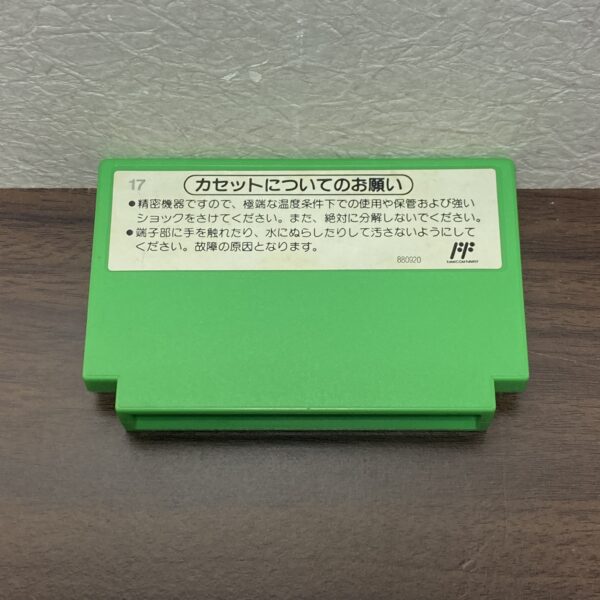 17
カセットについてのお願い
●精密機器ですので、極端な温度条件下での使用や保管および強い
ショックをさけてください。また、絶対に分解しないでください。
●端子部に手を触れたり、水にぬらしたりして汚さないようにして
ください。故障の原因となります。
880920
FAMICOM FAMILY